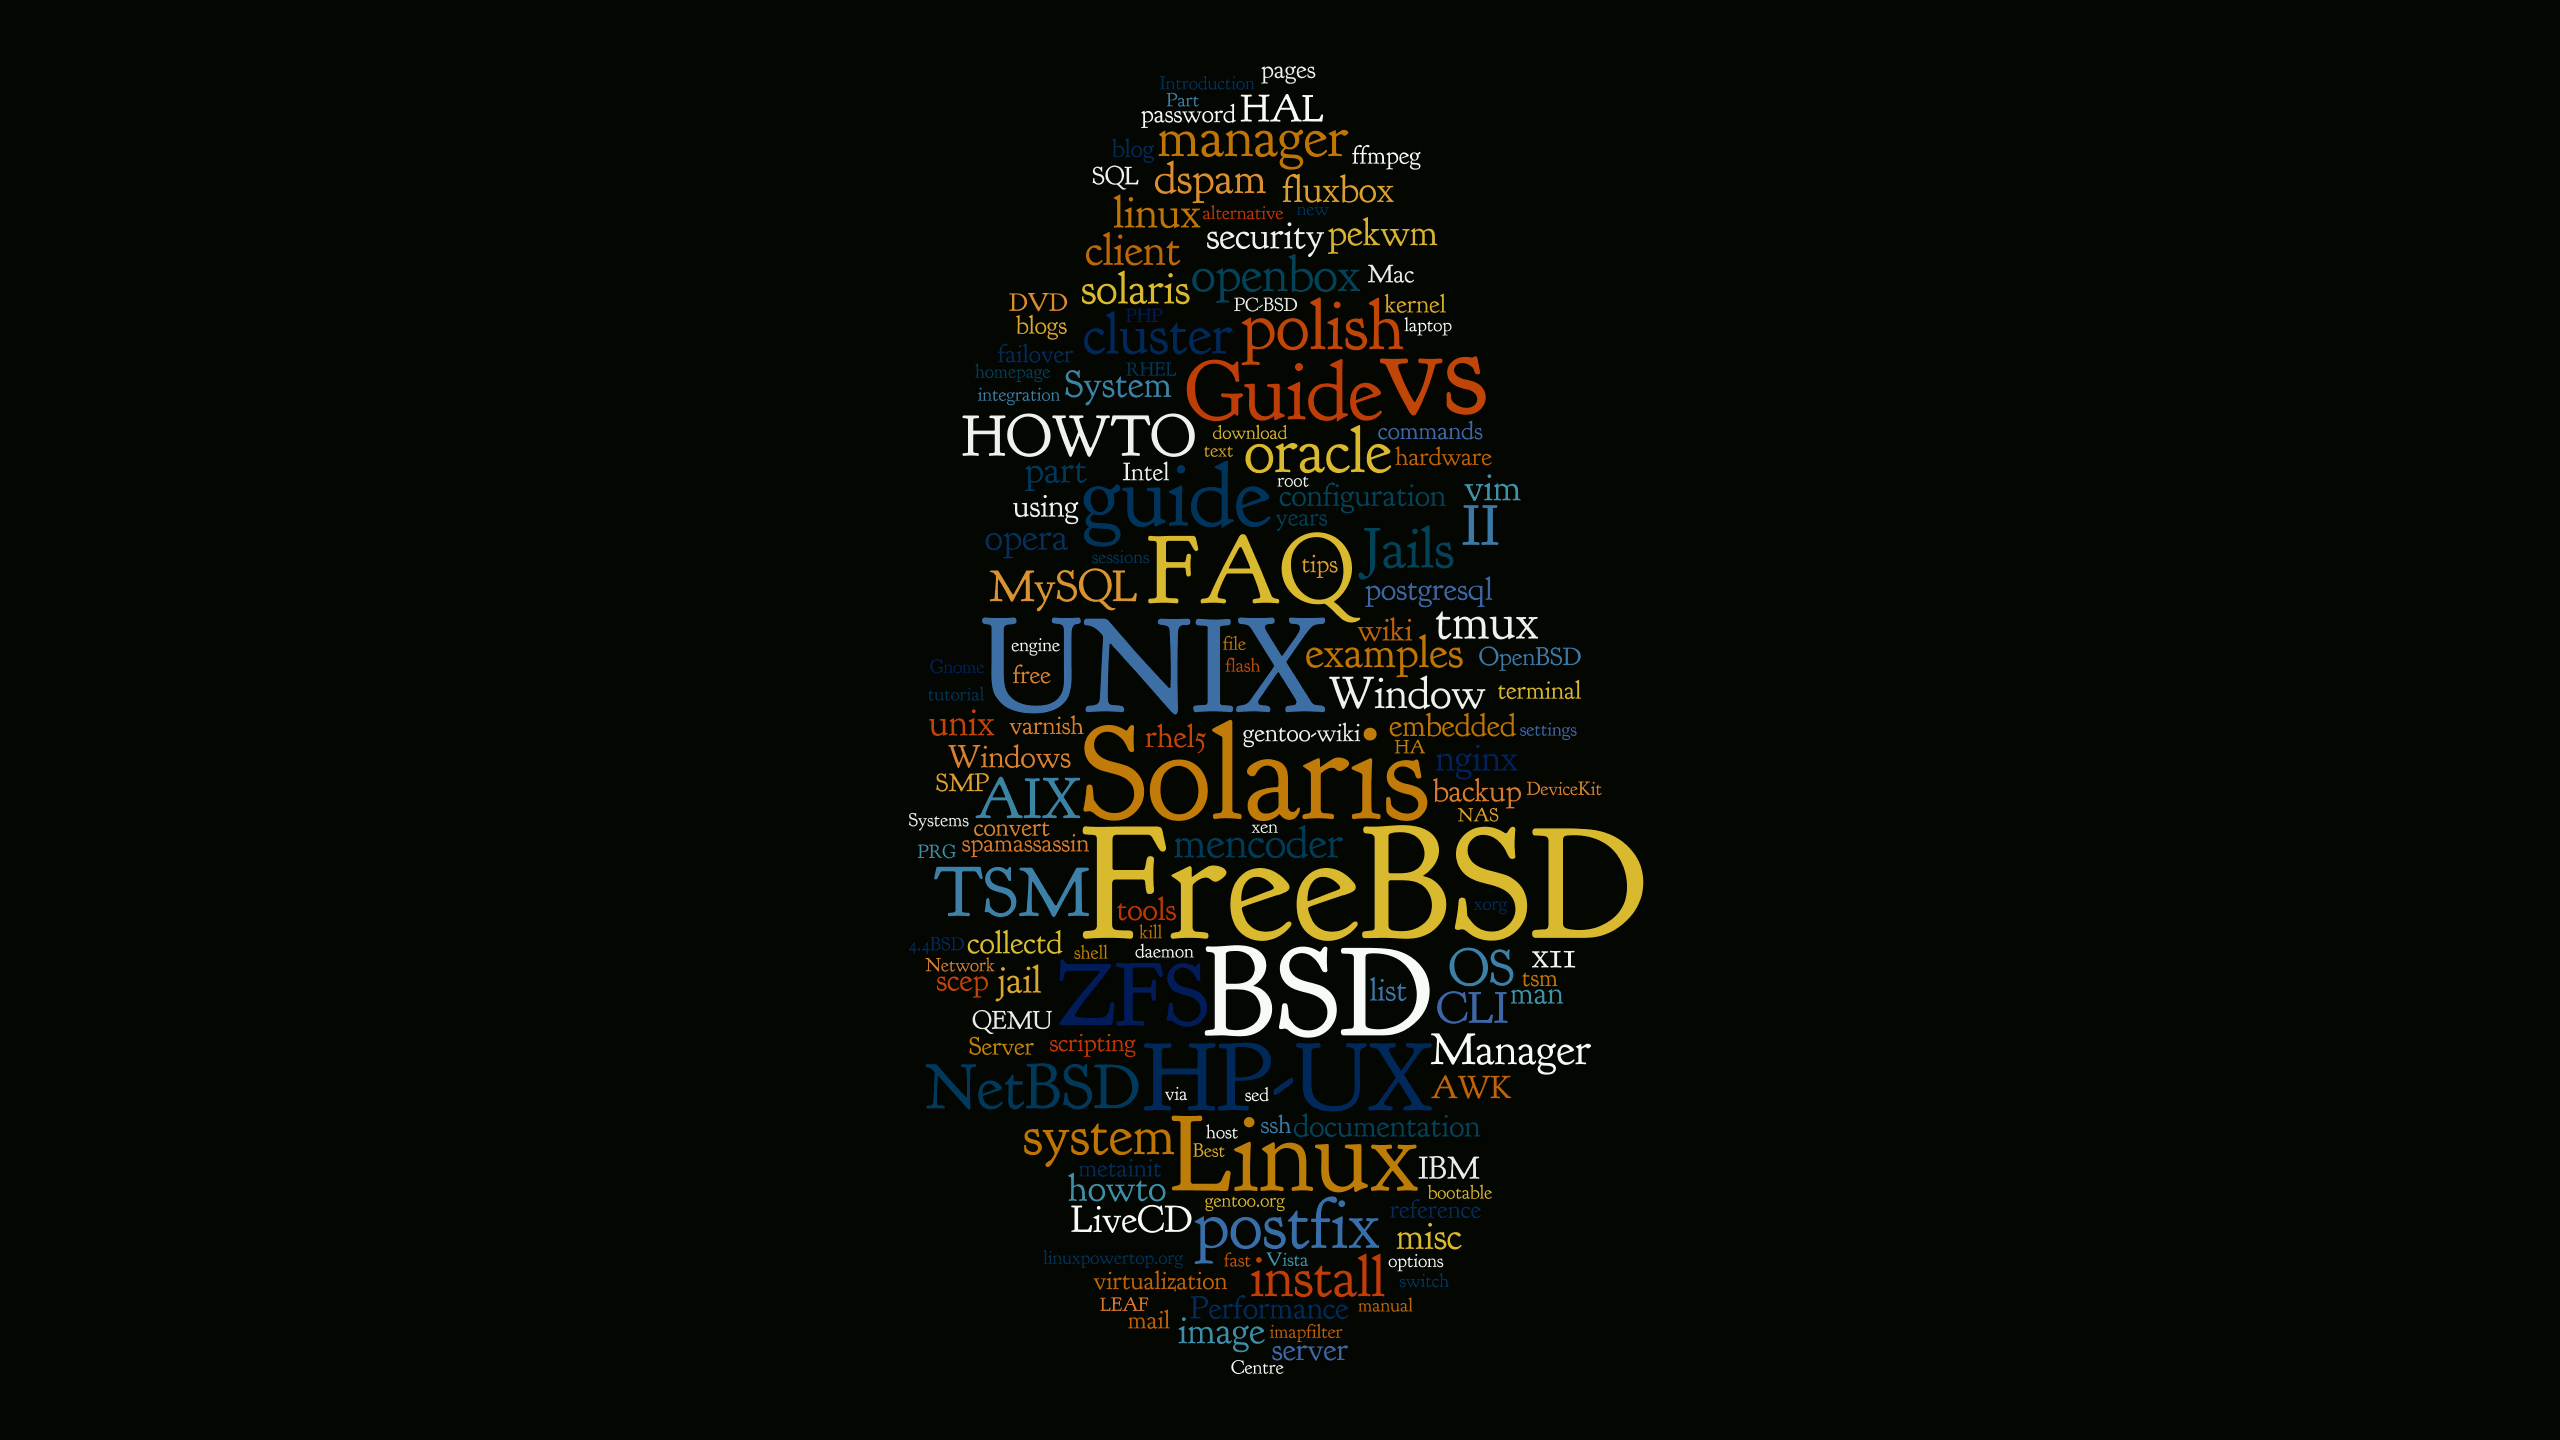 pages
Introduction
Part
password HAL
blog manager ffmpeg
SQL dspam fluxbox
linux alternative new
client security pekwm
solaris openbox Mac
DVD PC-BSD kernel
blogs PHP cluster polish laptop
failover
homepage RHEL
integration System Guide vs
HOWTO download commands
text oracle hardware
part Intel root
using guide configuration vim
years II
opera sessions FAQ tips Jails
MySQL postgresql
UNIX engine file wiki tmux
Gnome free flash examples OpenBSD
tutorial Window terminal
unix varnish rhel5 gentoo-wiki embedded settings
Windows Solaris HA nginx
SMP AIX backup DeviceKit
NAS
Systems convert xen
PRG spamassassin mencoder
TSM FreeBSD
tools xorg
kill
4.4BSD collectd shell daemon
Network ZFS BSD OS x11
scep jail list tsm
QEMU CLI man
Server scripting HP-UX Manager
NetBSD via sed AWK
system Linux host ssh documentation
Best
metainit IBM
howto gentoo.org bootable
LiveCD postfix reference
misc
linuxpowertop.org fast Vista options
virtualization install switch
LEAF Performance manual
mail image imapfilter
server
Centre